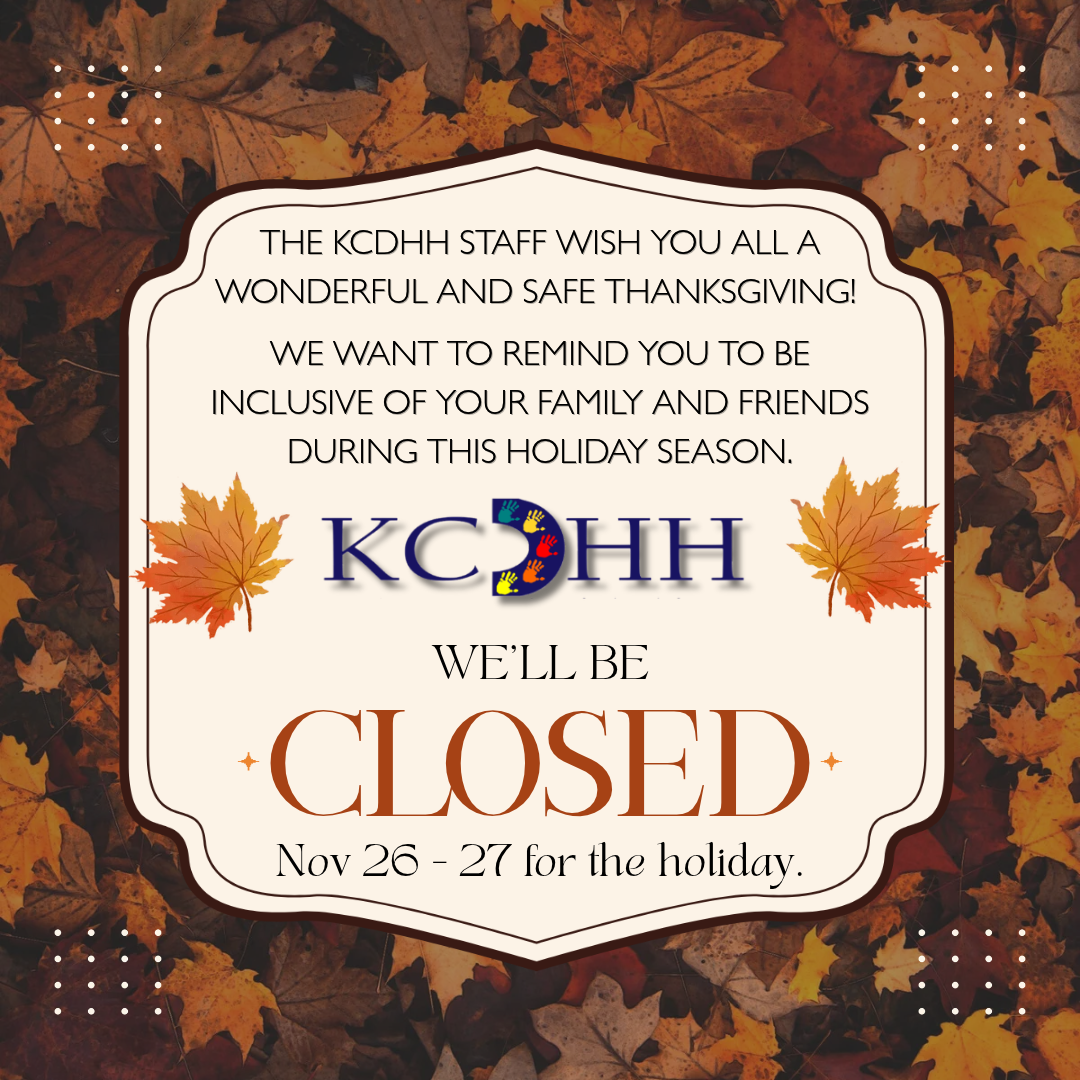 THE KCDHH STAFF WISH YOU ALL A
WONDERFUL AND SAFE THANKSGIVING!
WE WANT TO REMIND YOU TO BE
INCLUSIVE OF YOUR FAMILY AND FRIENDS
DURING THIS HOLIDAY SEASON.
KCDHH
WE'LL BE
CLOSED
Nov 26 - 27 for the holiday.